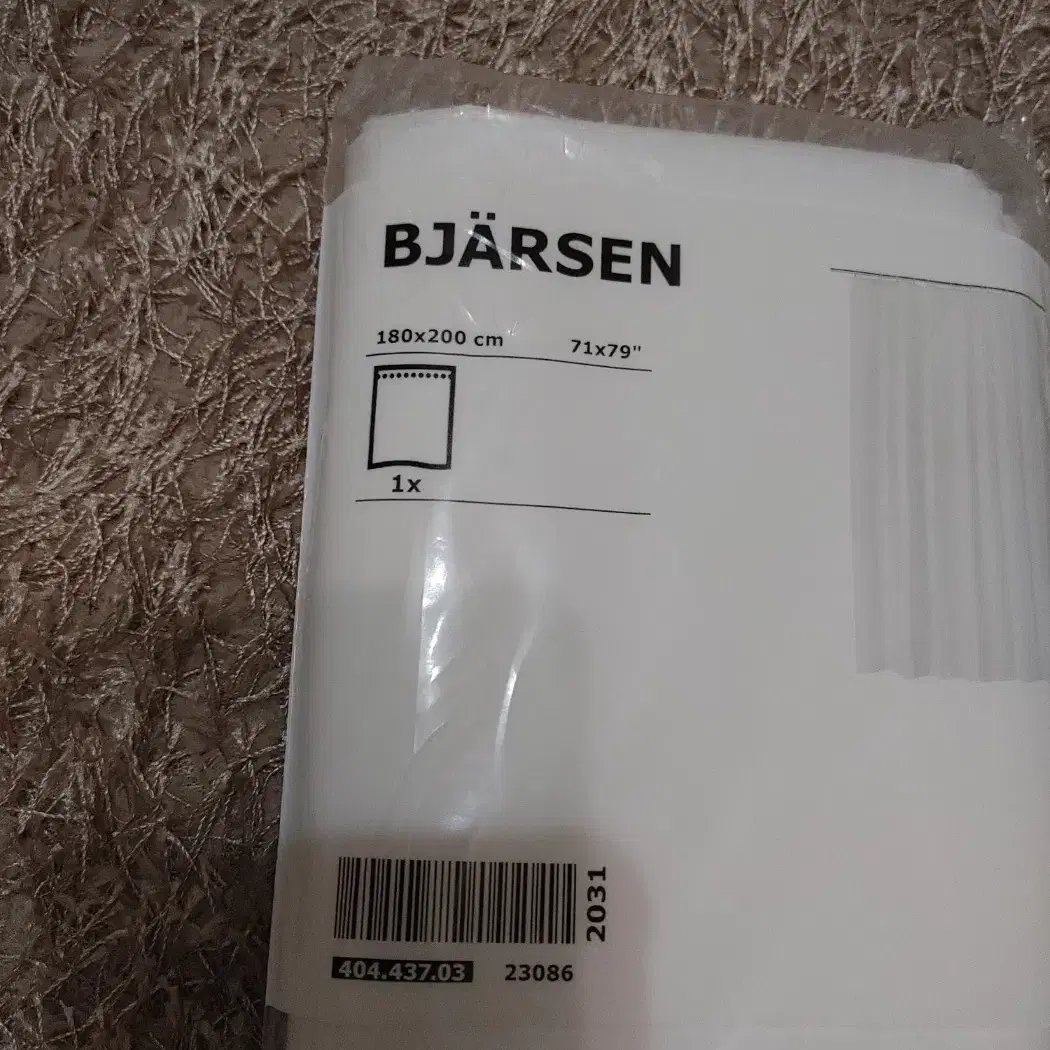 BJÄRSEN
180x200 cm 71x79"
1x
2031
404.437.03 23086